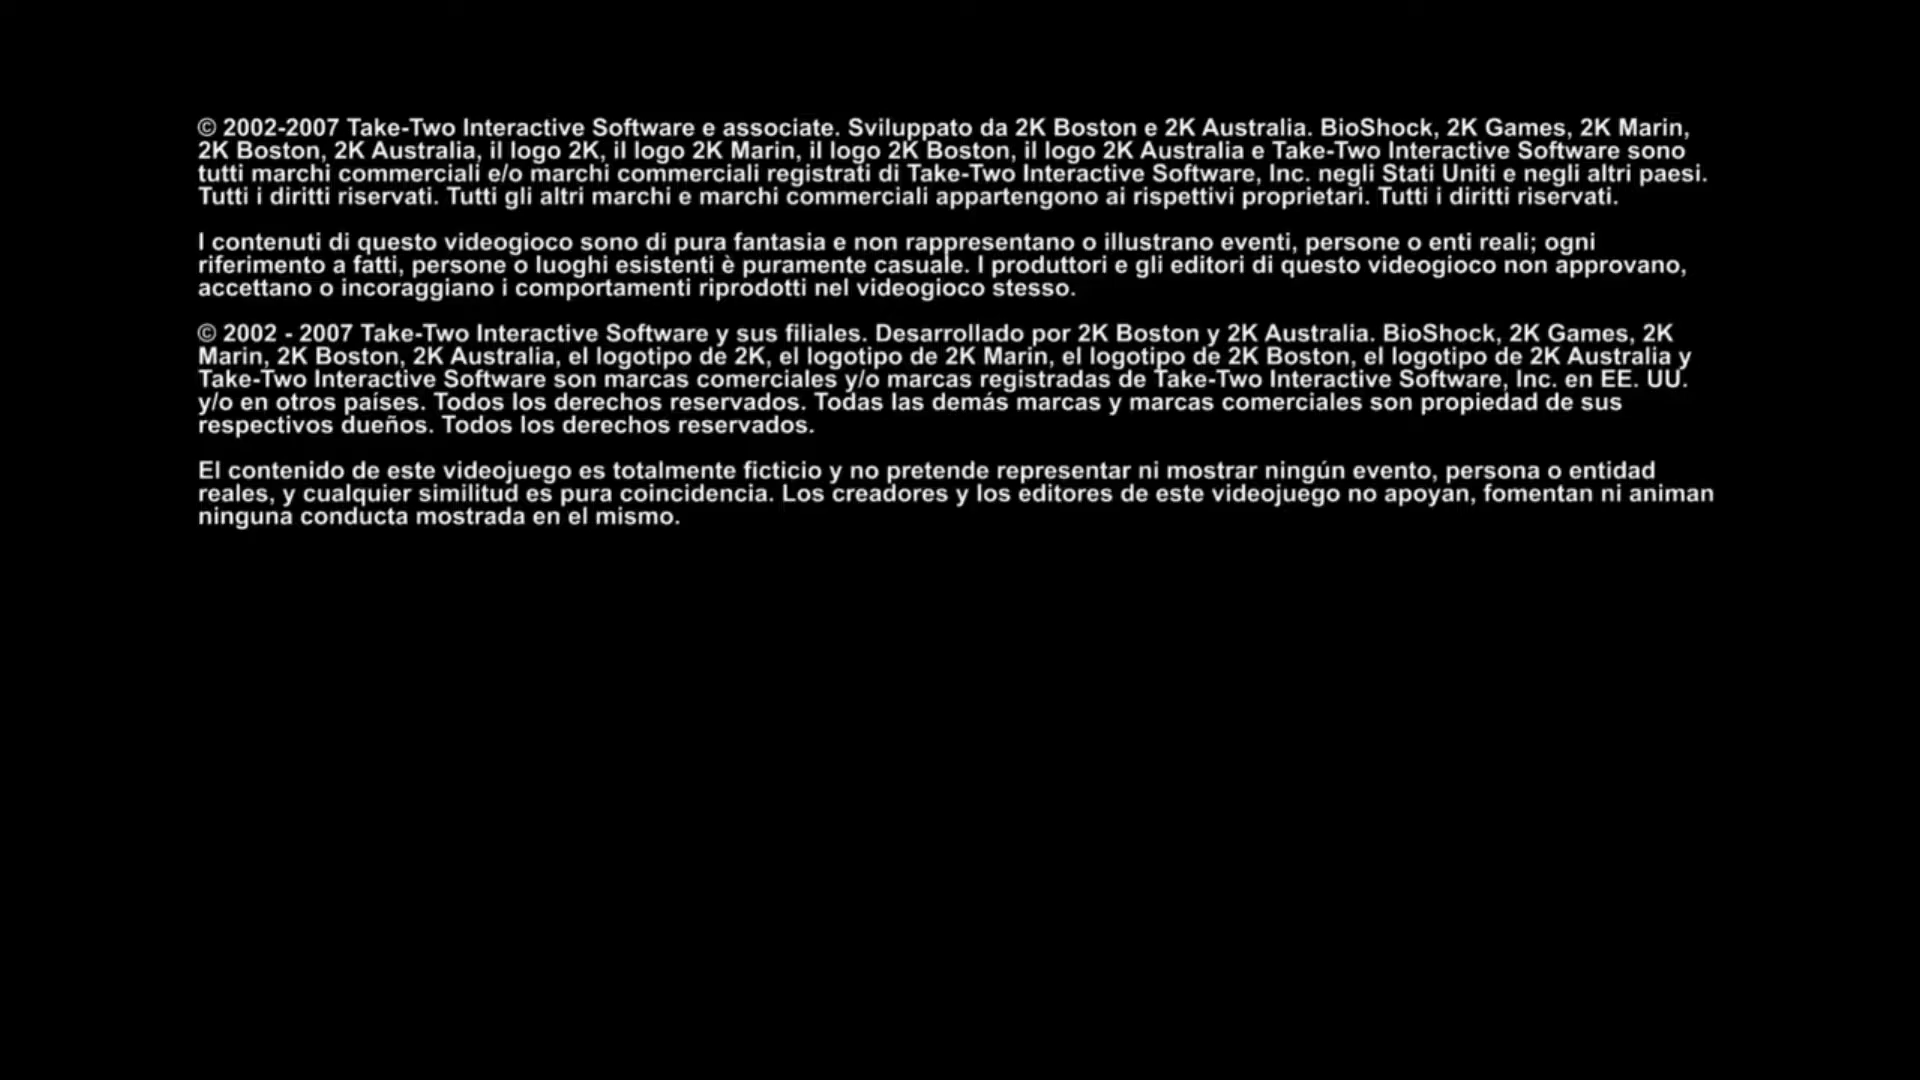 © 2002-2007 Take-Two Interactive Software e associate. Sviluppato da 2K Boston e 2K Australia. BioShock, 2K Games, 2K Marin,
2K Boston, 2K Australia, il logo 2K, il logo 2K Marin, il logo 2K Boston, il logo 2K Australia e Take-Two Interactive Software sono
tutti marchi commerciali e/o marchi commerciali registrati di Take-Two Interactive Software, Inc. negli Stati Uniti e negli altri paesi.
Tutti i diritti riservati. Tutti gli altri marchi e marchi commerciali appartengono ai rispettivi proprietari. Tutti i diritti riservati.
I contenuti di questo videogioco sono di pura fantasia e non rappresentano o illustrano eventi, persone o enti reali; ogni
riferimento a fatti, persone o luoghi esistenti è puramente casuale. I produttori e gli editori di questo videogioco non approvano,
accettano o incoraggiano i comportamenti riprodotti nel videogioco stesso.
© 2002 - 2007 Take-Two Interactive Software y sus filiales. Desarrollado por 2K Boston y 2K Australia. BioShock, 2K Games, 2K
Marin, 2K Boston, 2K Australia, el logotipo de 2K, el logotipo de 2K Marin, el logotipo de 2K Boston, el logotipo de 2K Australia y
Take-Two Interactive Software son marcas comerciales y/o marcas registradas de Take-Two Interactive Software, Inc. en EE. UU.
y/o en otros países. Todos los derechos reservados. Todas las demás marcas y marcas comerciales son propiedad de sus
respectivos dueños. Todos los derechos reservados.
El contenido de este videojuego es totalmente ficticio y no pretende representar ni mostrar ningún evento, persona o entidad
reales, y cualquier similitud es pura coincidencia. Los creadores y los editores de este videojuego no apoyan, fomentan ni animan
ninguna conducta mostrada en el mismo.